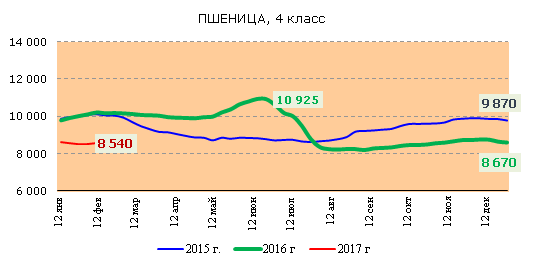 ПШЕНИЦА, 4 класс
14 000
12 000
10 000
8 000
6 000
10 925
9 870
8 540
8 670
12 янв
12 фев
12 мар
12 апр
12 май
12 июн
12 июл
12 авг
12 сен
12 окт
12 ноя
12 дек
2015 г.
2016 г
2017 г